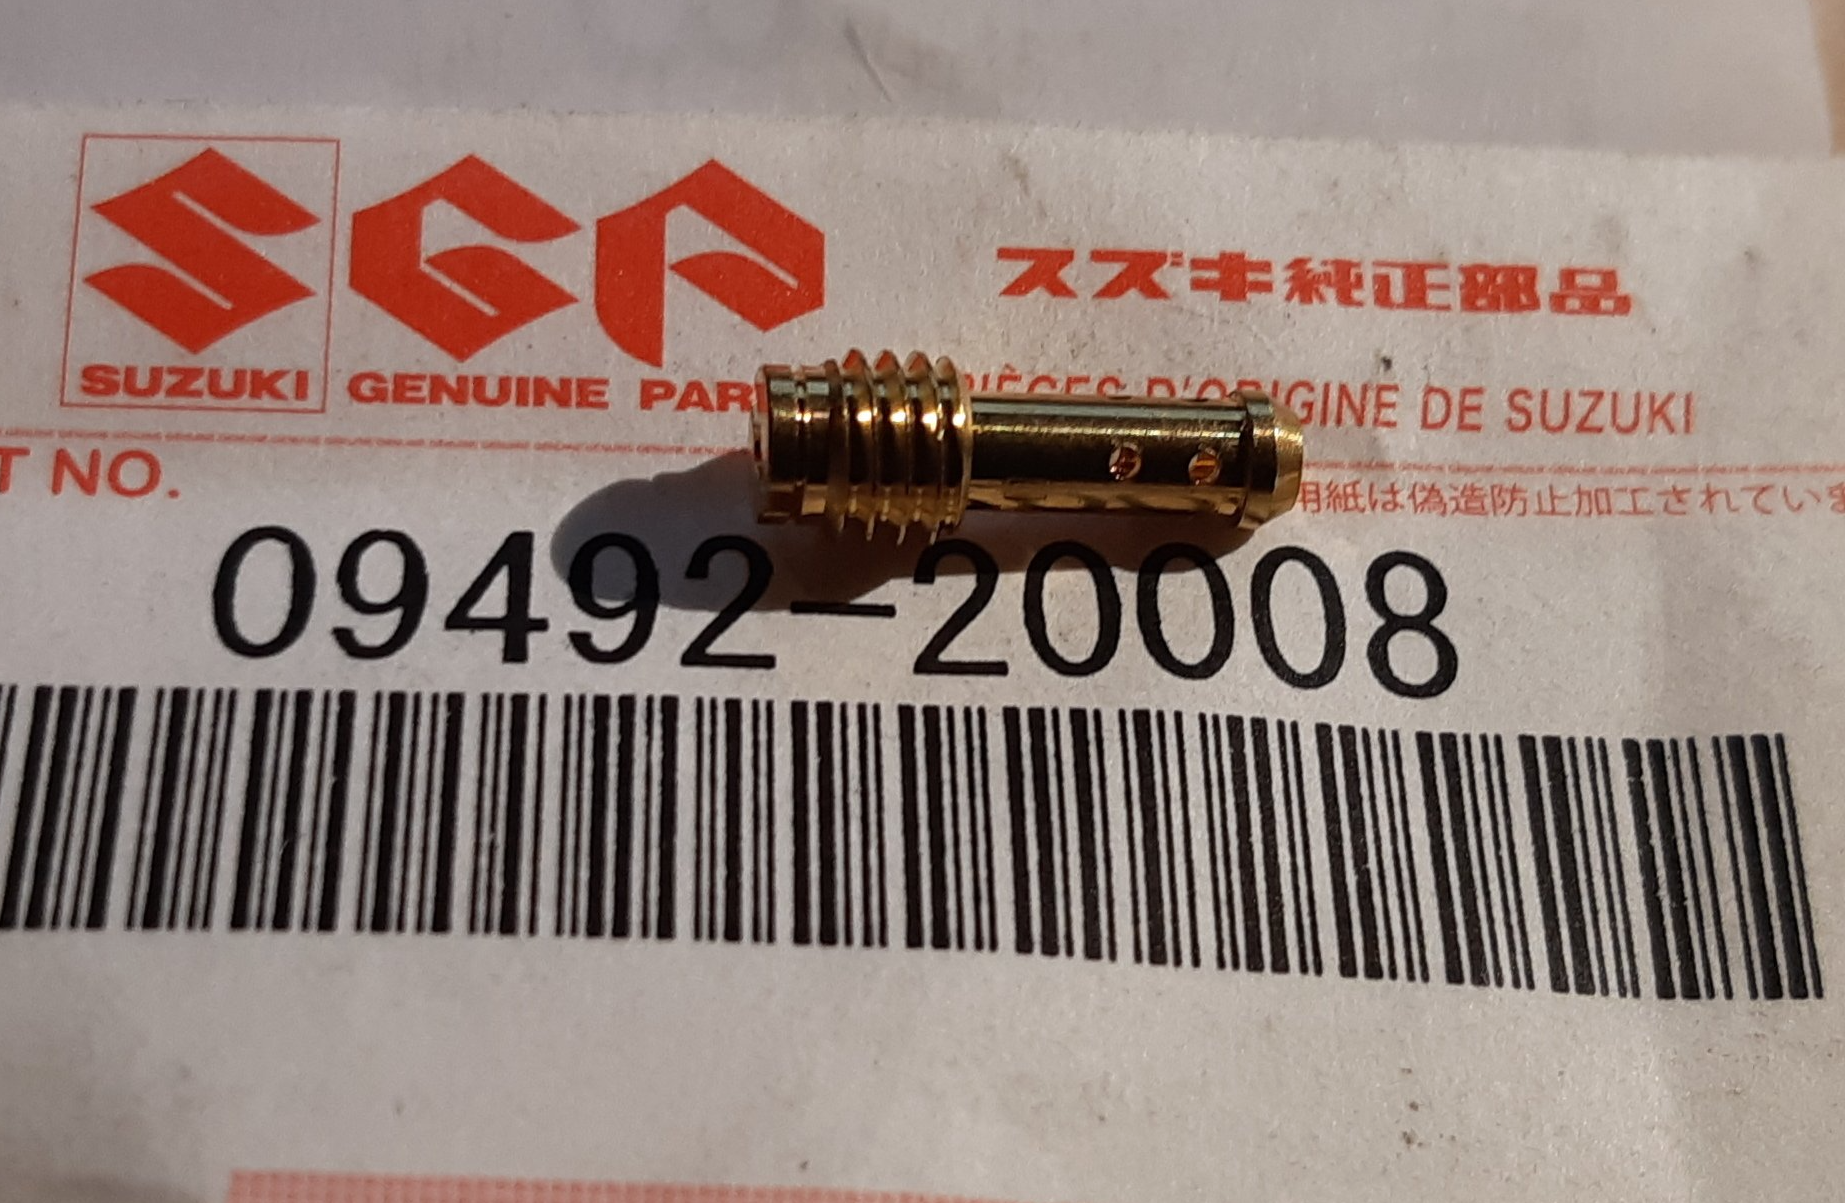 SGP
スズキ純正部品
SUZUKI GENUINE PAR PIÈCES D'ORIGINE DE SUZUKI
T NO.
用紙は偽造防止加工されていま
09492-20008